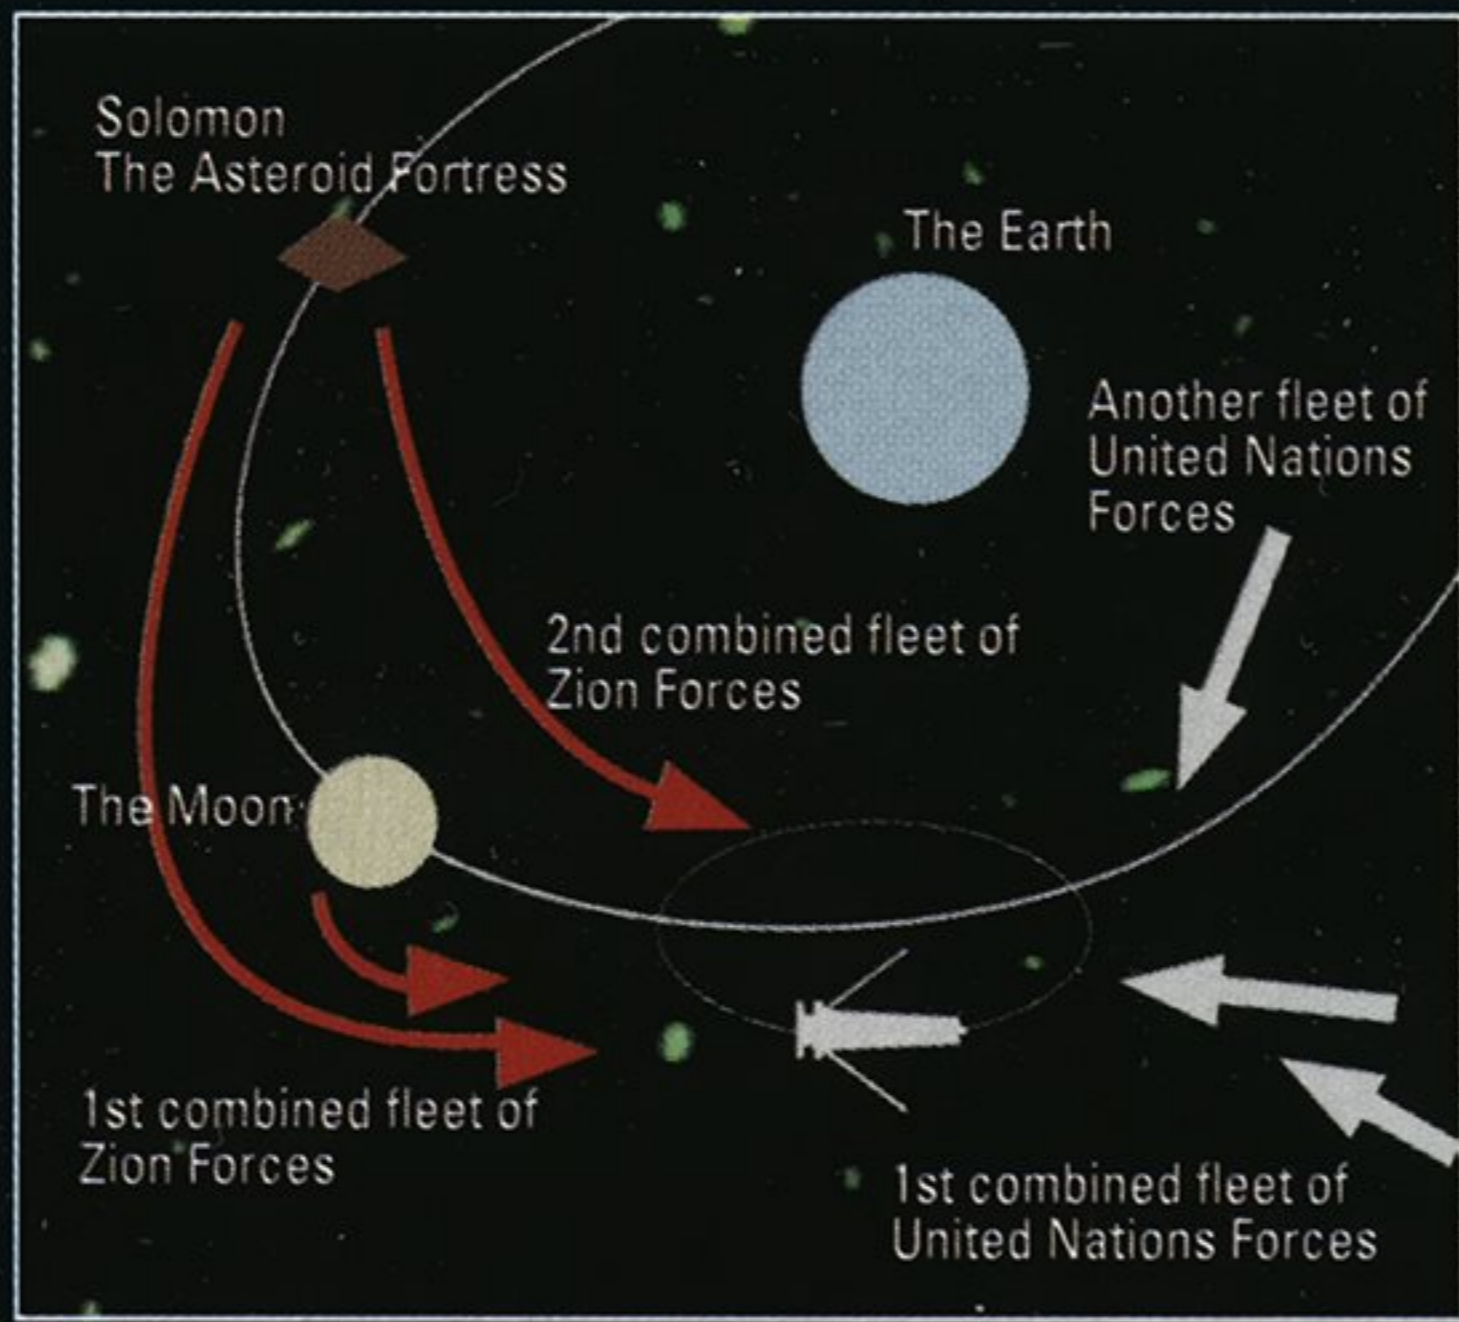 Solomon
The Asteroid Fortress
The Earth
Another fleet of
United Nations
Forces
2nd combined fleet of
Zion Forces
The Moon
1st combined fleet of
Zion Forces
1st combined fleet of
United Nations Forces